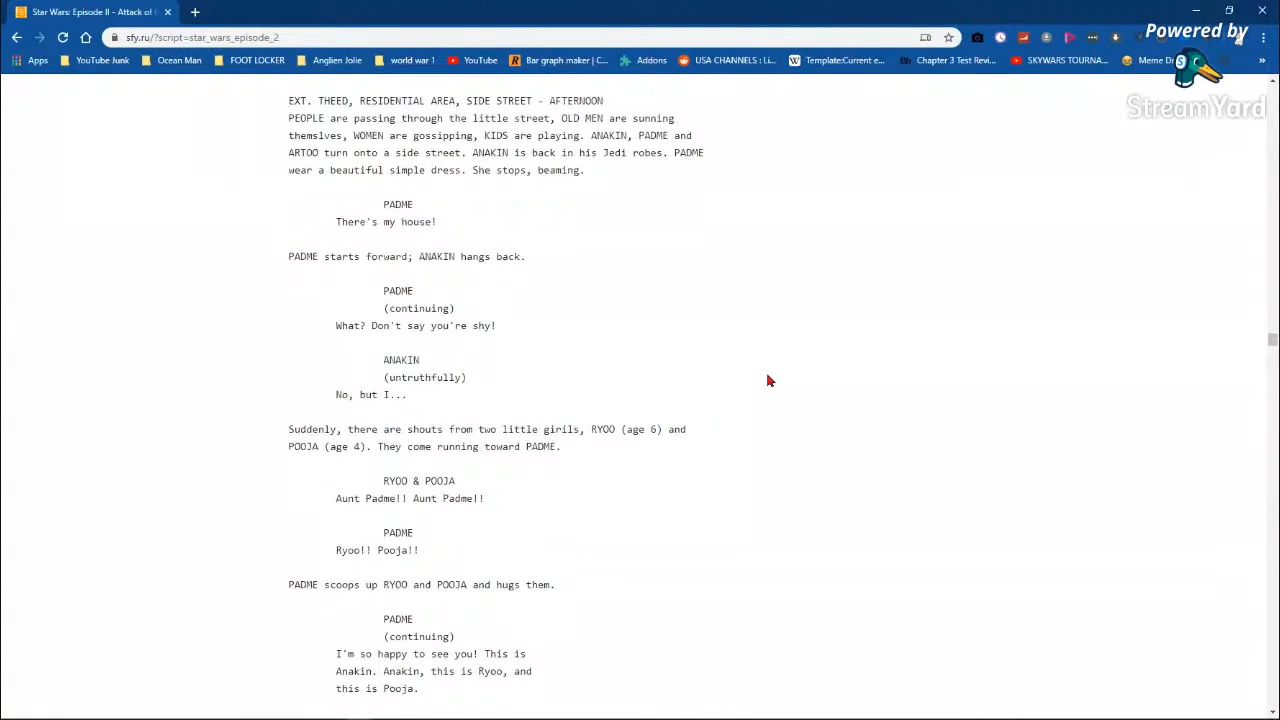 Star Wars: Episode II - Attack of
sfy.ru/?script=star_wars_episode_2
Powered by
Apps YouTube Junk Ocean Man FOOT LOCKER Anglien Jolie world war 1 YouTube Bar graph maker | C... Addons USA CHANNELS : Li... Template:Current e... Chapter 3 Test Revi... SKYWARS TOURNA... Meme De
StreamYard
EXT. THEED, RESIDENTIAL AREA, SIDE STREET - AFTERNOON
PEOPLE are passing through the little street, OLD MEN are sunning
themslves, WOMEN are gossipping, KIDS are playing. ANAKIN, PADME and
ARTOO turn onto a side street. ANAKIN is back in his Jedi robes. PADME
wear a beautiful simple dress. She stops, beaming.
PADME
There's my house!
PADME starts forward; ANAKIN hangs back.
PADME
(continuing)
What? Don't say you're shy!
ANAKIN
(untruthfully)
No, but I...
Suddenly, there are shouts from two little girils, RYOO (age 6) and
POOJA (age 4). They come running toward PADME.
RYOO & POOJA
Aunt Padme!! Aunt Padme!!
PADME
Ryoo!! Pooja!!
PADME scoops up RYOO and POOJA and hugs them.
PADME
(continuing)
I'm so happy to see you! This is
Anakin. Anakin, this is Ryoo, and
this is Pooja.